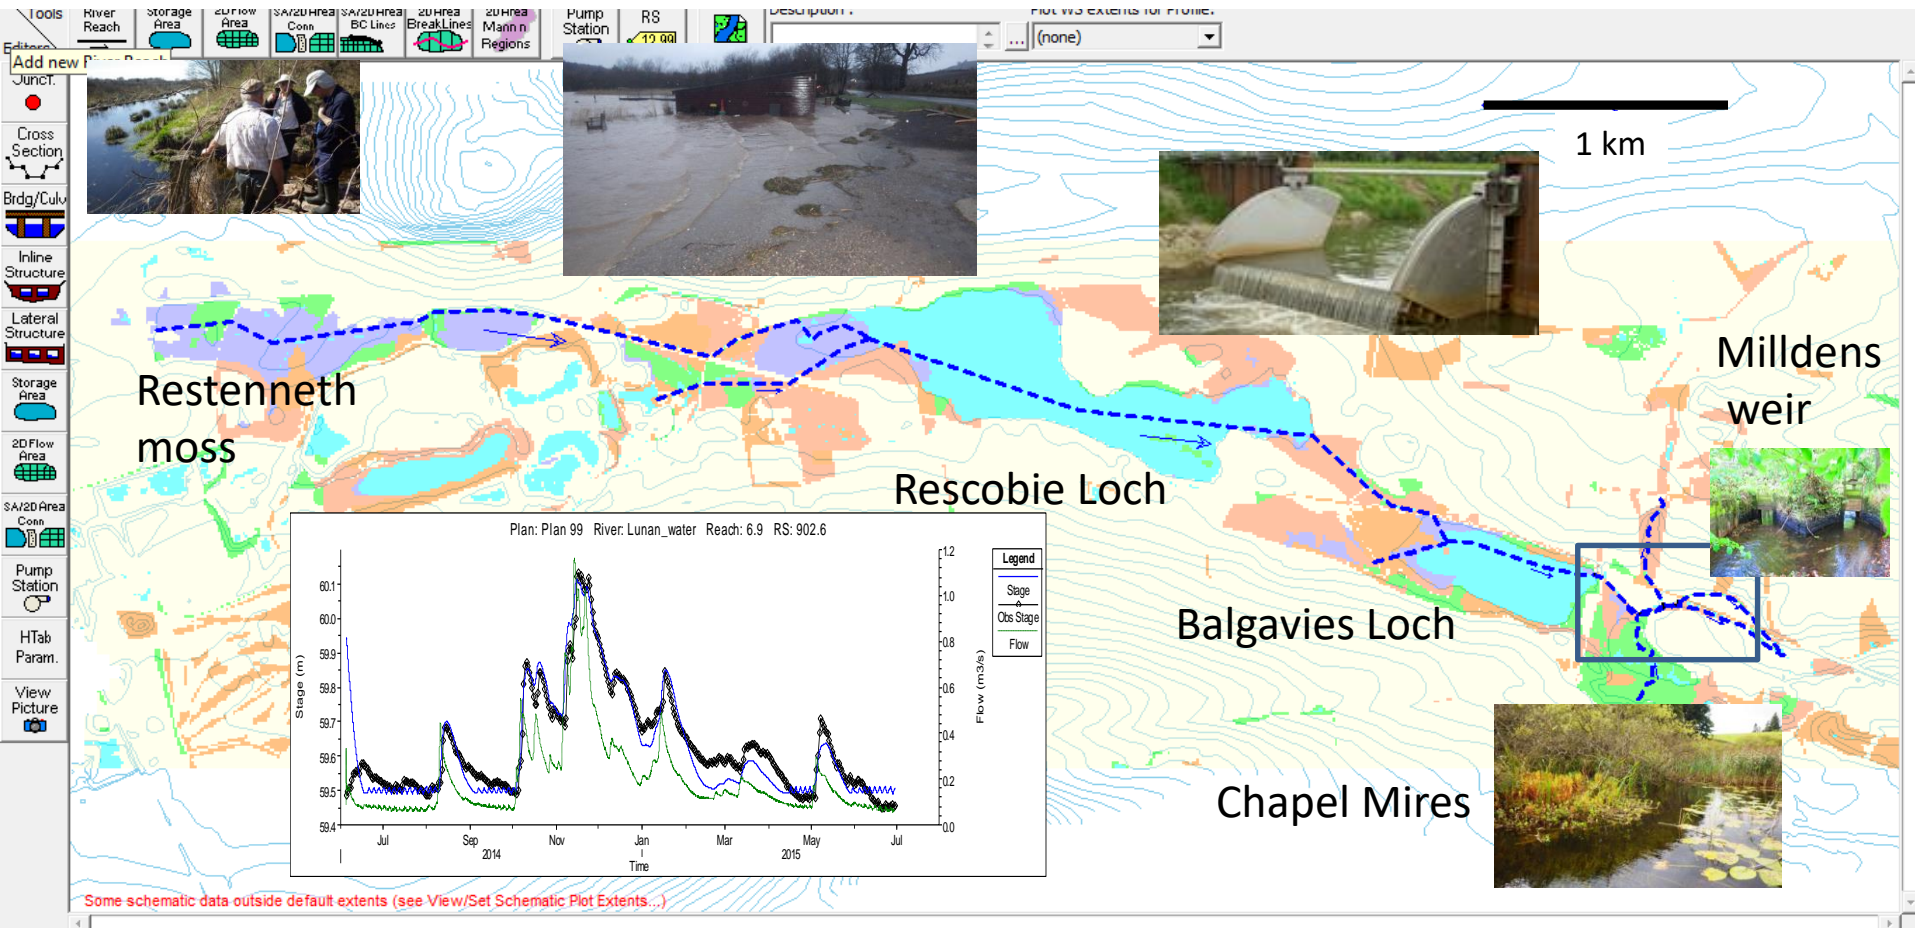 Tools
River
Reach
Storage
Area
2D Flow
Area
SA/2D Area
Conn
SA/2D Area
BC Lines
2D Area
BreakLines
2D Area
Mann n
Regions
Pump
Station
RS
12.99
Description :
...
Plot WS extents for Profile:
(none)
Editors
Add new River Reach
Junct.
Cross
Section
Brdg/Culv
Inline
Structure
Lateral
Structure
Storage
Area
2D Flow
Area
SA/2D Area
Conn
Pump
Station
HTab
Param.
View
Picture
1 km
Restenneth
moss
Rescobie Loch
Milldens
weir
Balgavies Loch
Chapel Mires
Plan: Plan 99 River: Lunan_water Reach: 6.9 RS: 902.6
Stage (m)
60.1
60.0
59.9
59.8
59.7
59.6
59.5
59.4
1.2
1.0
0.8
0.6
0.4
0.2
0.0
Flow (m3/s)
Jul
Sep
Nov
Jan
Mar
May
Jul
2014
2015
Time
Legend
Stage
Obs Stage
Flow
Some schematic data outside default extents (see View/Set Schematic Plot Extents...)